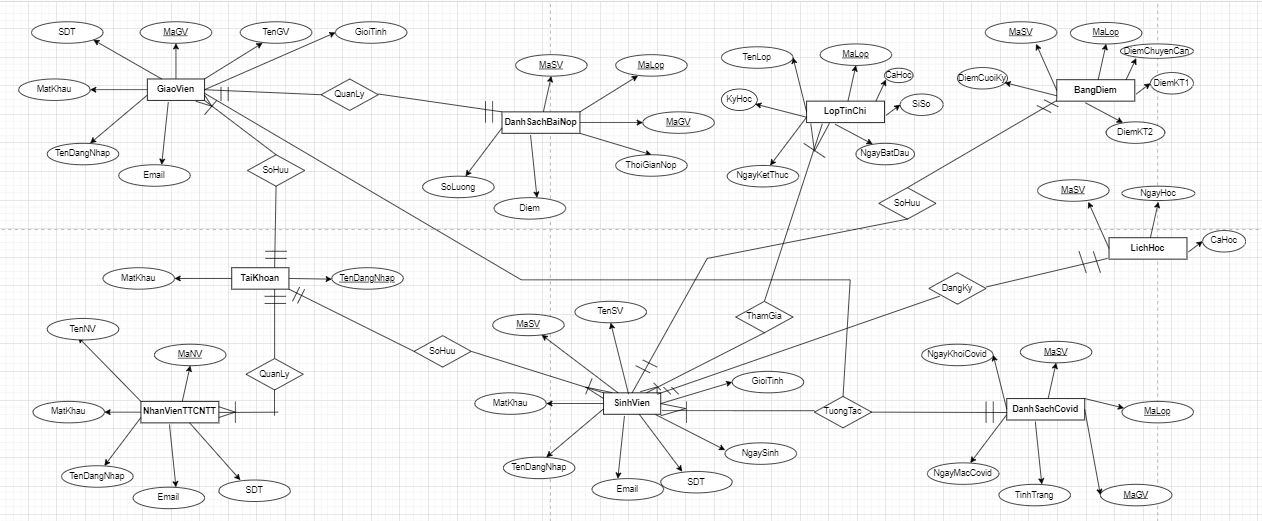 SDT
MaGV
TenGV
GioiTinh
MatKhau
GiaoVien
TenDangNhap
Email
QuanLy
SoHuu
MaSV
MaLop
DanhSachBaiNop
MaGV
SoLuong
Diem
ThoiGianNop
TenLop
MaLop
CaHoc
KyHoc
LopTinChi
SiSo
NgayKetThuc
NgayBatDau
MaSV
MaLop
DiemChuyenCan
DiemCuoiKy
BangDiem
DiemKT1
DiemKT2
SoHuu
MaSV
NgayHoc
LichHoc
CaHoc
DangKy
MatKhau
TaiKhoan
TenDangNhap
SoHuu
QuanLy
TenNV
MaNV
MatKhau
NhanVienTTCNTT
TenDangNhap
Email
SDT
MaSV
TenSV
ThamGia
GioiTinh
MatKhau
SinhVien
TenDangNhap
Email
SDT
NgaySinh
TuongTac
NgayKhoiCovid
MaSV
DanhSachCovid
MaLop
NgayMacCovid
TinhTrang
MaGV